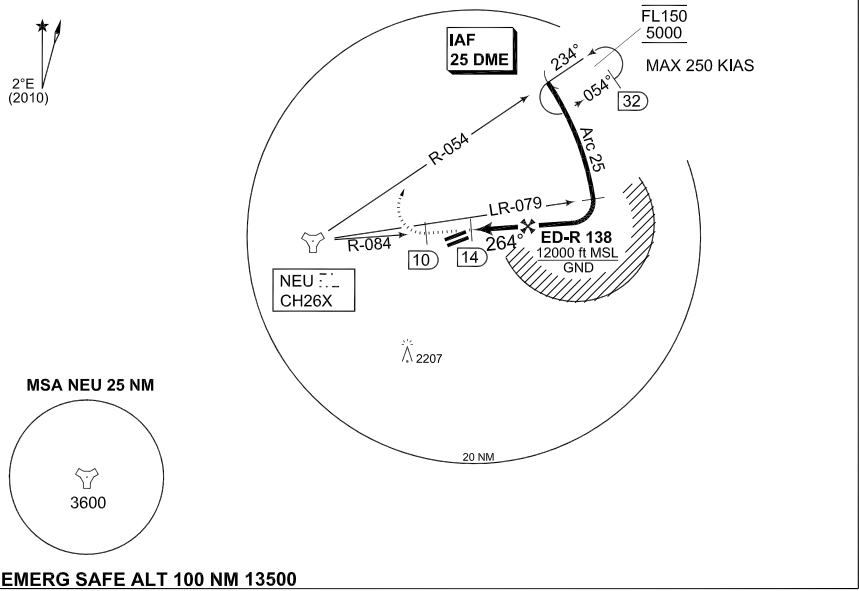 FL150
5000
IAF
25 DME
234°
MAX 250 KIAS
054°
32
2°E
(2010)
R-054
Arc 25
LR-079
R-084
264°
ED-R 138
12000 ft MSL
GND
10
14
NEU
CH26X
2207
MSA NEU 25 NM
20 NM
3600
EMERG SAFE ALT 100 NM 13500